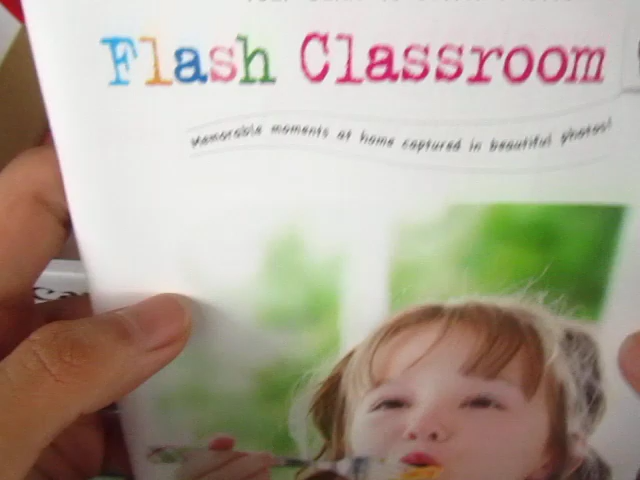 Flash Classroom
Memorable moments at home captured in beautiful photos!